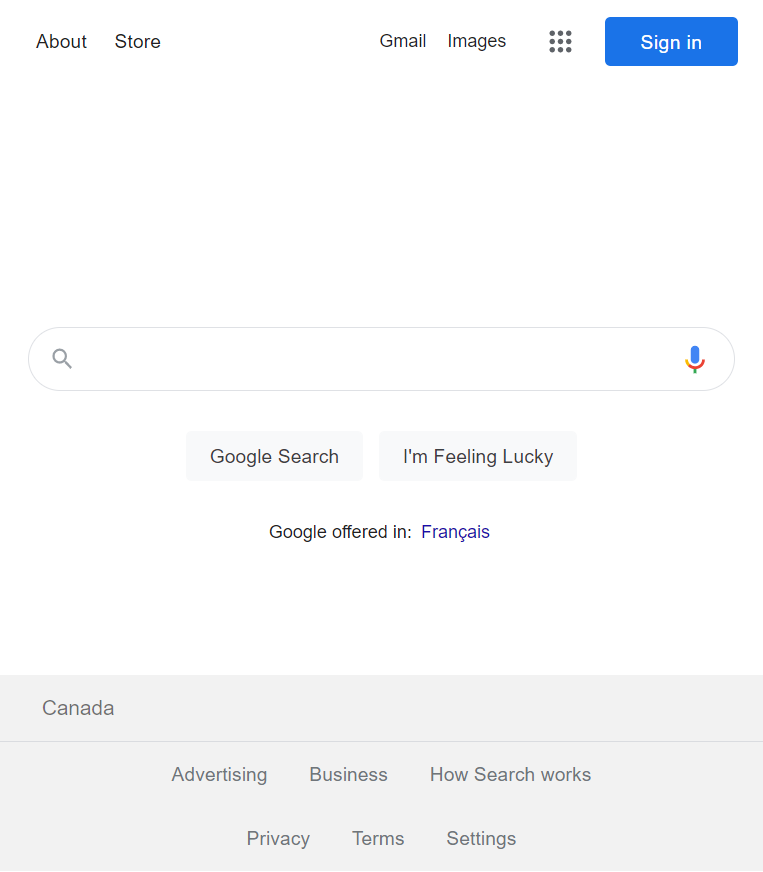 About Store Gmail Images Sign in
Google Search I'm Feeling Lucky
Google offered in: Français
Canada
Advertising Business How Search works
Privacy Terms Settings